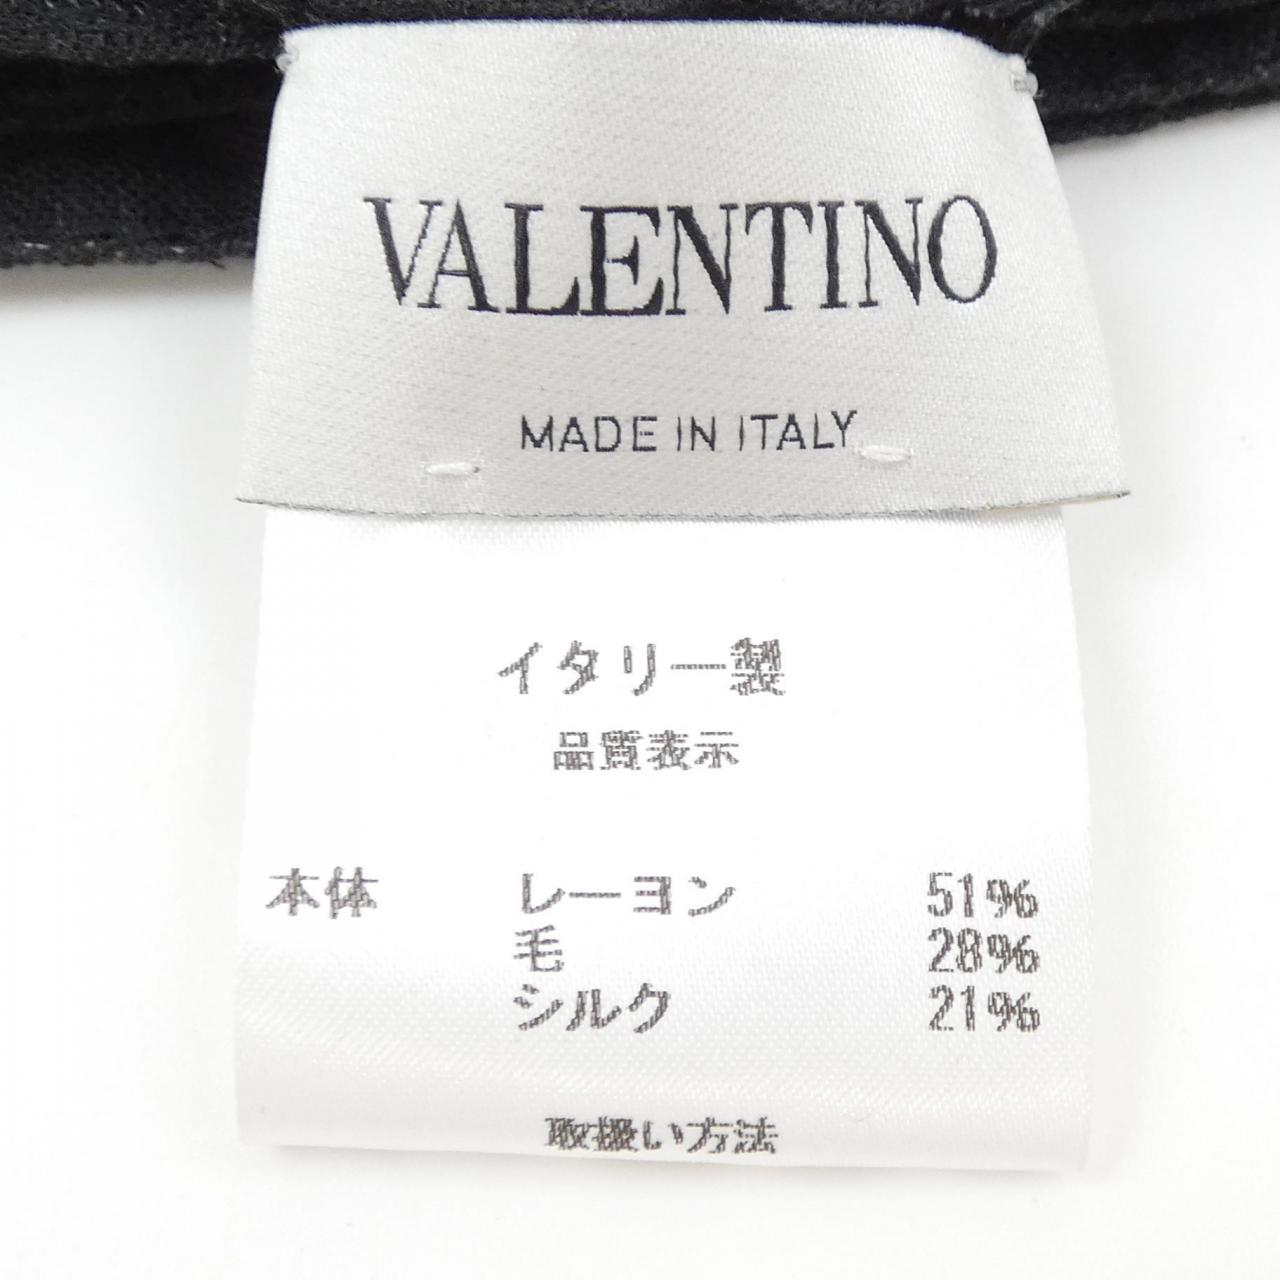 VALENTINO
MADE IN ITALY
イタリー製
品質表示
本体 レーヨン 51%
毛 28%
シルク 21%
取扱い方法